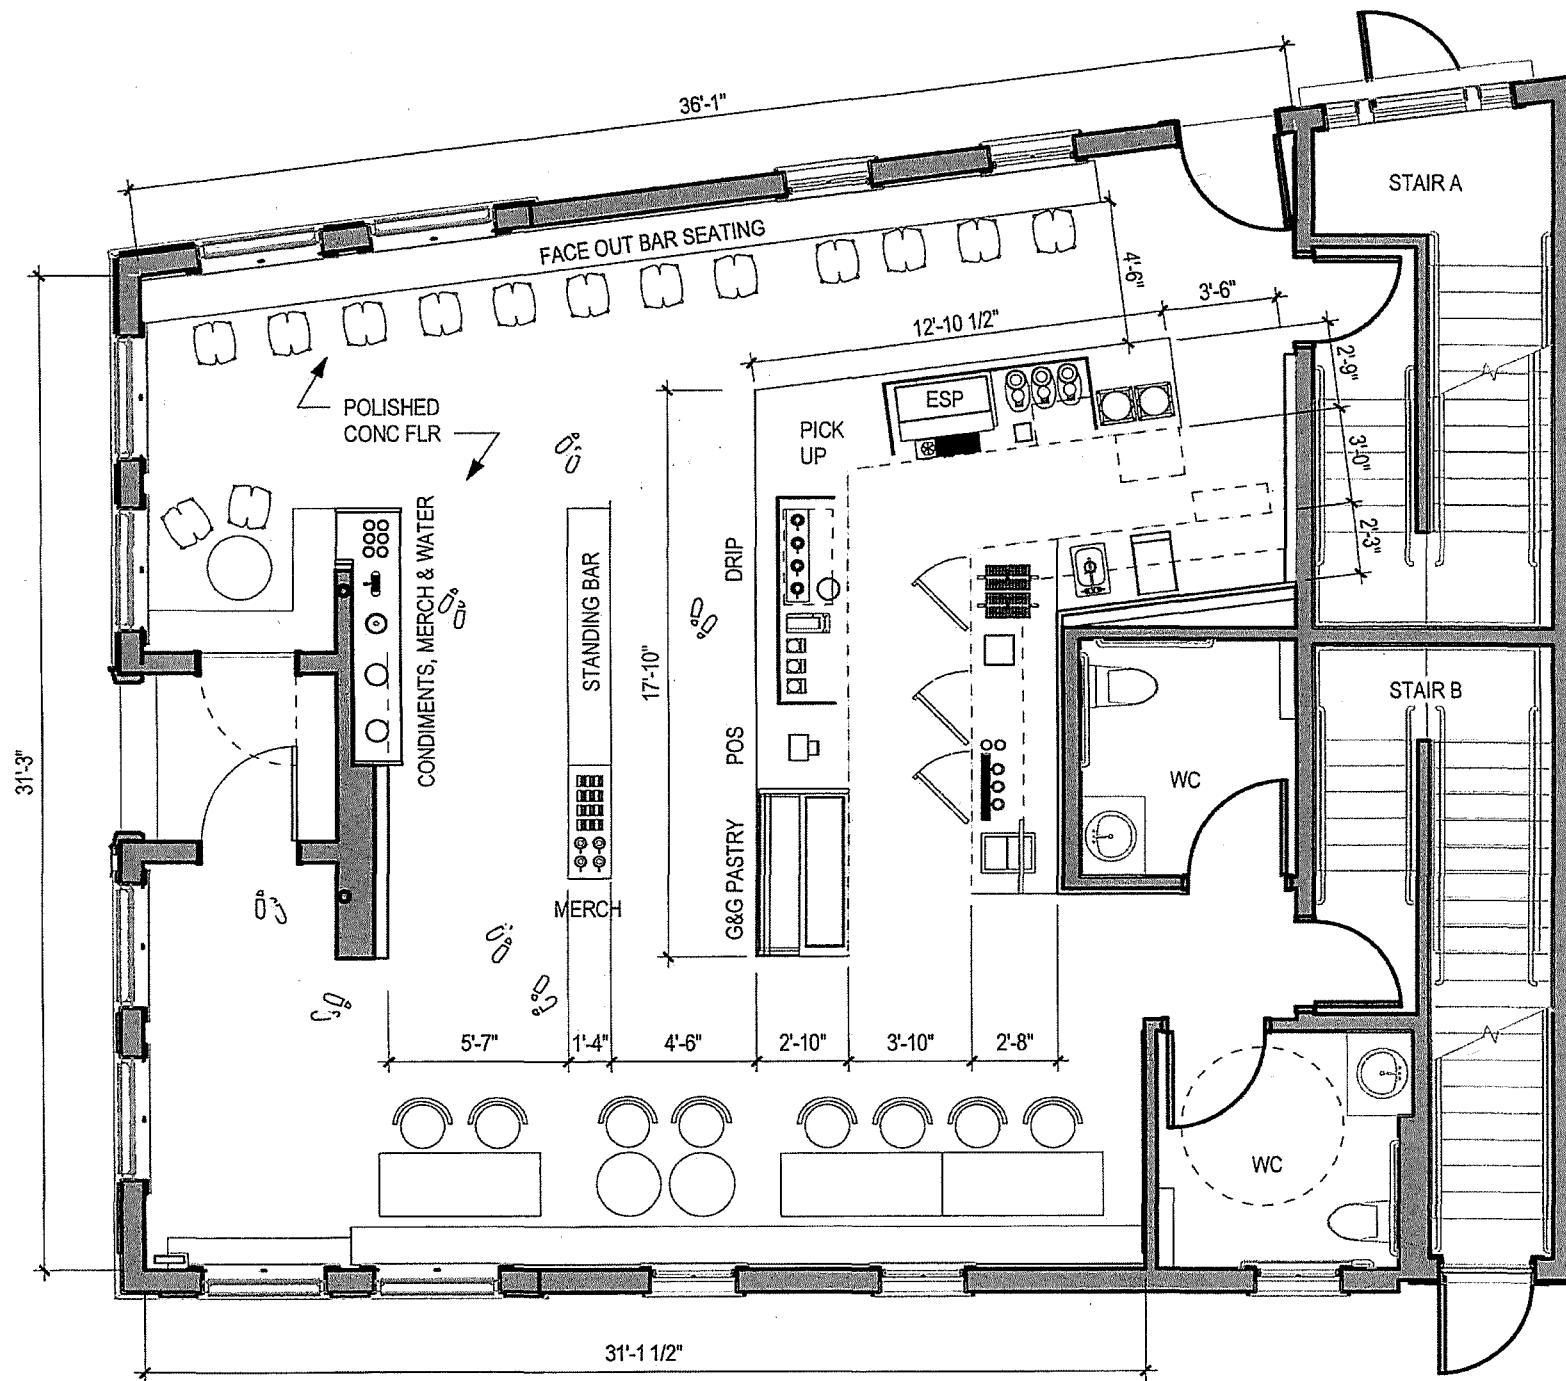 36'-1"
STAIR A
FACE OUT BAR SEATING
4'-6"
3'-6"
12'-10 1/2"
2'-9"
ESP
POLISHED
CONC FLR
PICK
UP
3'-0"
2'-3"
CONDIMENTS, MERCH & WATER
STANDING BAR
DRIP
17'-10"
STAIR B
31'-3"
POS
WC
G&G PASTRY
MERCH
5'-7"
1'-4"
4'-6"
2'-10"
3'-10"
2'-8"
WC
31'-1 1/2"